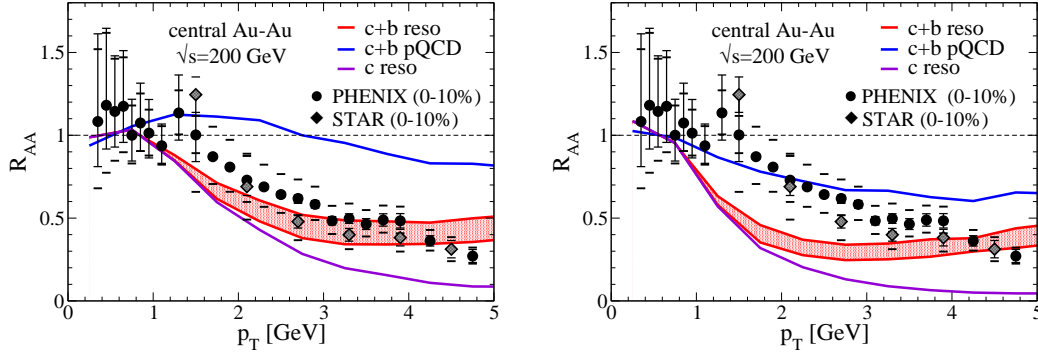 central Au-Au
√s=200 GeV
c+b reso
c+b pQCD
c reso
PHENIX (0-10%)
STAR (0-10%)
R_AA
0
0.5
1
1.5
0
1
2
3
4
5
p_T [GeV]
central Au-Au
√s=200 GeV
c+b reso
c+b pQCD
c reso
PHENIX (0-10%)
STAR (0-10%)
R_AA
0
0.5
1
1.5
0
1
2
3
4
5
p_T [GeV]